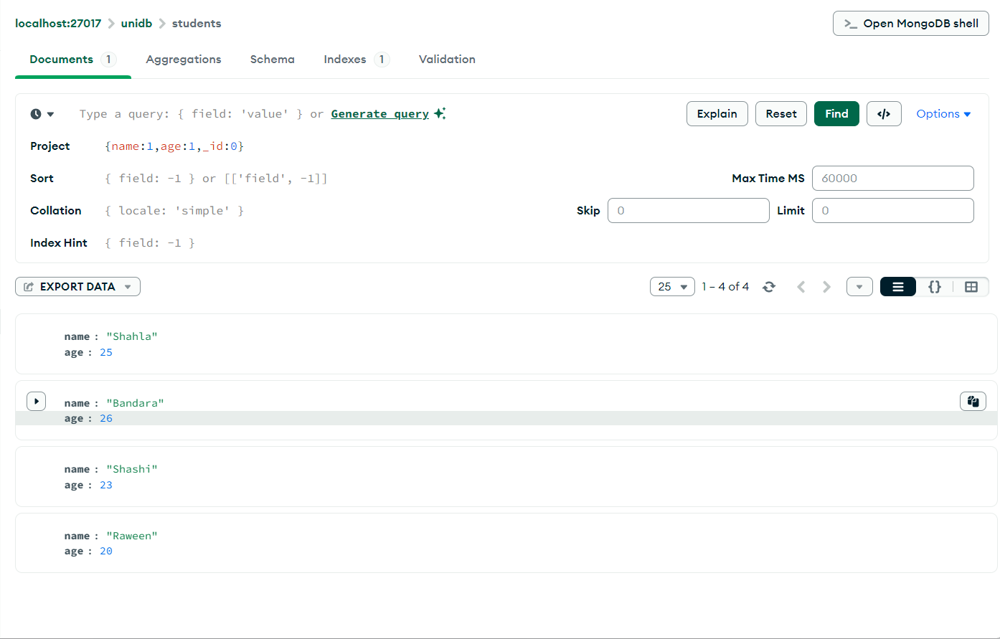 localhost:27017 > unidb > students
>_ Open MongoDB shell
Documents 1 Aggregations Schema Indexes 1 Validation
Type a query: { field: 'value' } or Generate query
Explain Reset Find </> Options
Project {name:1,age:1,_id:0}
Sort { field: -1 } or [['field', -1]]
Max Time MS 60000
Collation { locale: 'simple' }
Skip 0 Limit 0
Index Hint { field: -1 }
EXPORT DATA
25 1 – 4 of 4
{}
name : "Shahla"
age : 25
name : "Bandara"
age : 26
name : "Shashi"
age : 23
name : "Raween"
age : 20